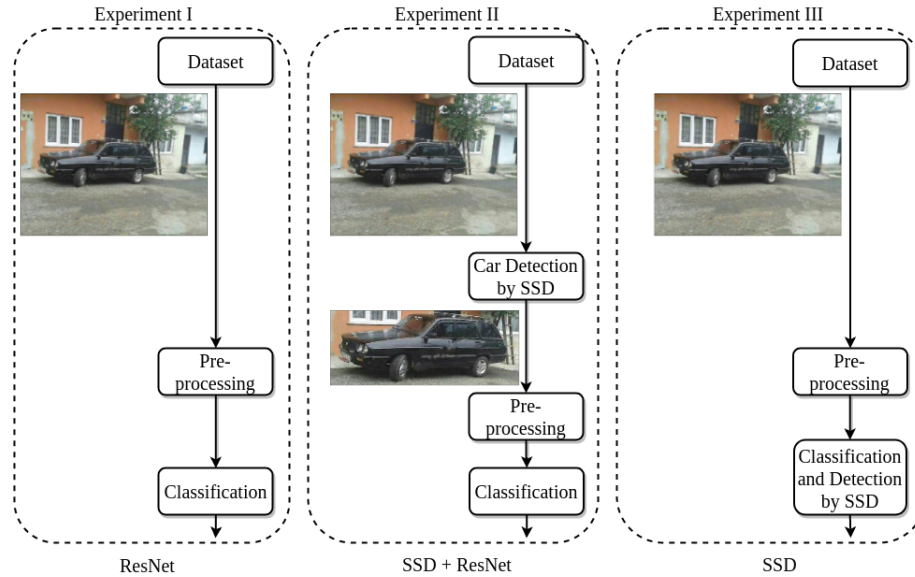 Experiment I
Dataset
Pre-
processing
Classification
ResNet
Experiment II
Dataset
Car Detection
by SSD
Pre-
processing
Classification
SSD + ResNet
Experiment III
Dataset
Pre-
processing
Classification
and Detection
by SSD
SSD